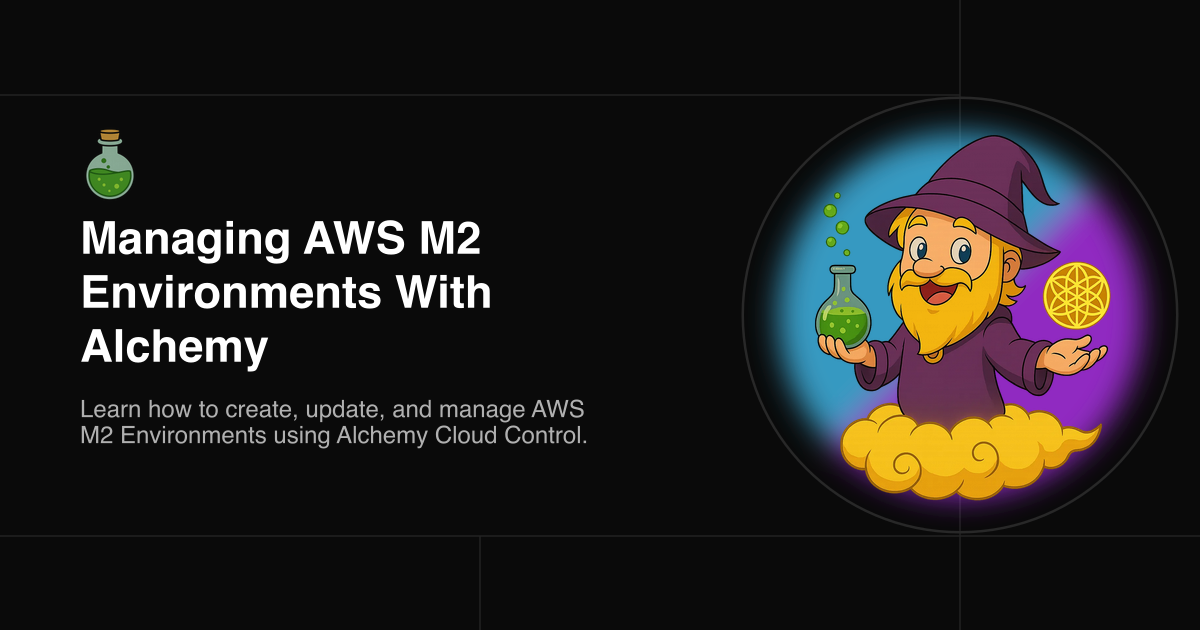 Managing AWS M2
Environments With
Alchemy
Learn how to create, update, and manage AWS
M2 Environments using Alchemy Cloud Control.